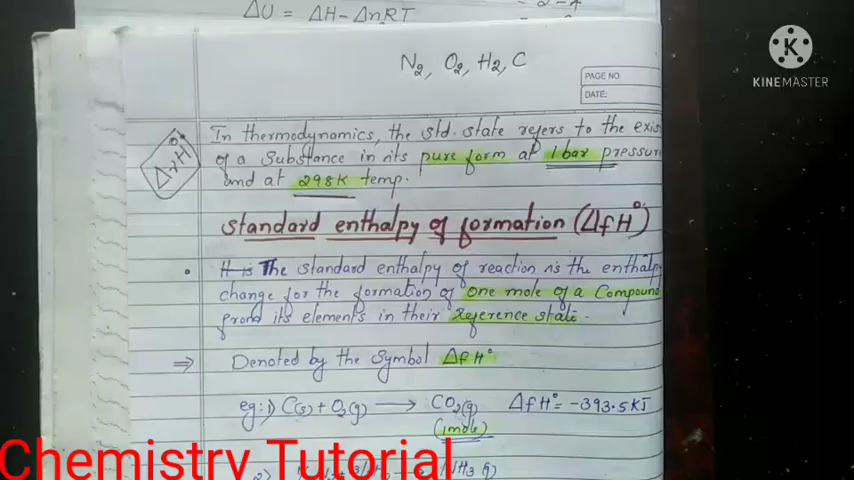 ΔU = ΔH - ΔnRT
N2, O2, H2, C
PAGE NO.
DATE:
KINEMASTER
ΔrH°
In thermodynamics, the std. state refers to the exis
of a substance in its pure form at 1 bar pressur
and at 298K temp.
standard enthalpy of formation (ΔfH°)
• It is The standard enthalpy of reaction is the enthalpy
change for the formation of one mole of a Compound
from its elements in their Reference state.
⇒ Denoted by the symbol ΔfH°
eg:1) C(s) + O2(g) → CO2(g) ΔfH° = -393.5 KJ
(1mole)
Chemistry Tutorial
2) NH3 (g)